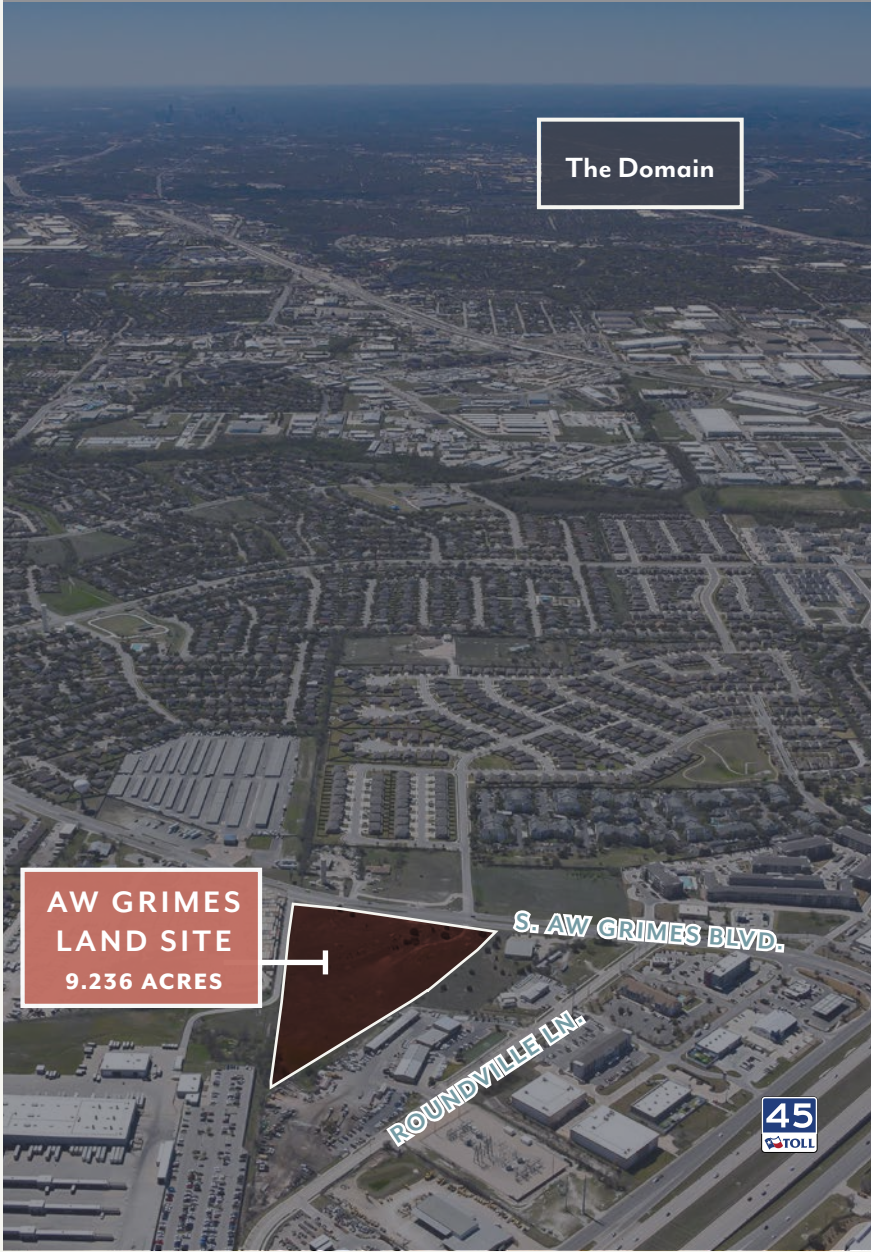 The Domain
AW GRIMES
LAND SITE
9.236 ACRES
S. AW GRIMES BLVD.
ROUNDVILLE LN.
45
TOLL